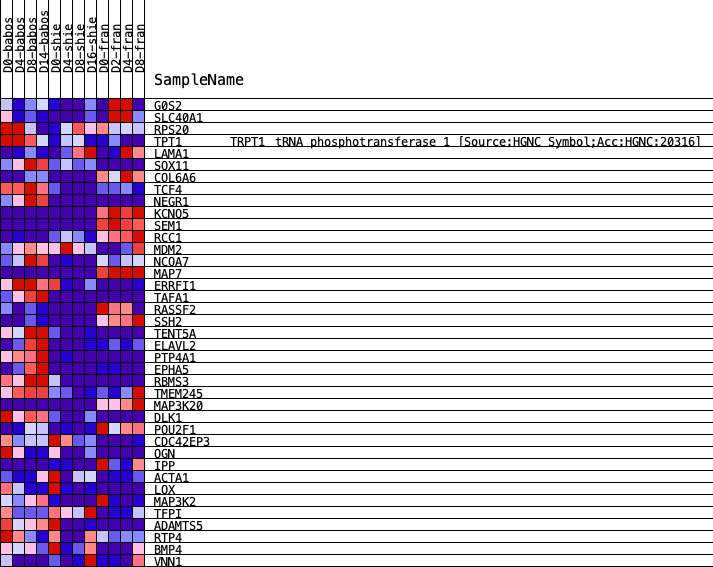 D0-babos
D4-babos
D8-babos
D14-babos
D0-shie
D4-shie
D8-shie
D16-shie
D0-fran
D2-fran
D4-fran
D8-fran
SampleName
G0S2
SLC40A1
RPS20
TPT1 TRPT1 tRNA phosphotransferase 1 [Source:HGNC Symbol;Acc:HGNC:20316]
LAMA1
SOX11
COL6A6
TCF4
NEGR1
KCNQ5
SEM1
RCC1
MDM2
NCOA7
MAP7
ERRFI1
TAFA1
RASSF2
SSH2
TENT5A
ELAVL2
PTP4A1
EPHA5
RBMS3
TMEM245
MAP3K20
DLK1
POU2F1
CDC42EP3
OGN
IPP
ACTA1
LOX
MAP3K2
TFPI
ADAMTS5
RTP4
BMP4
VNN1